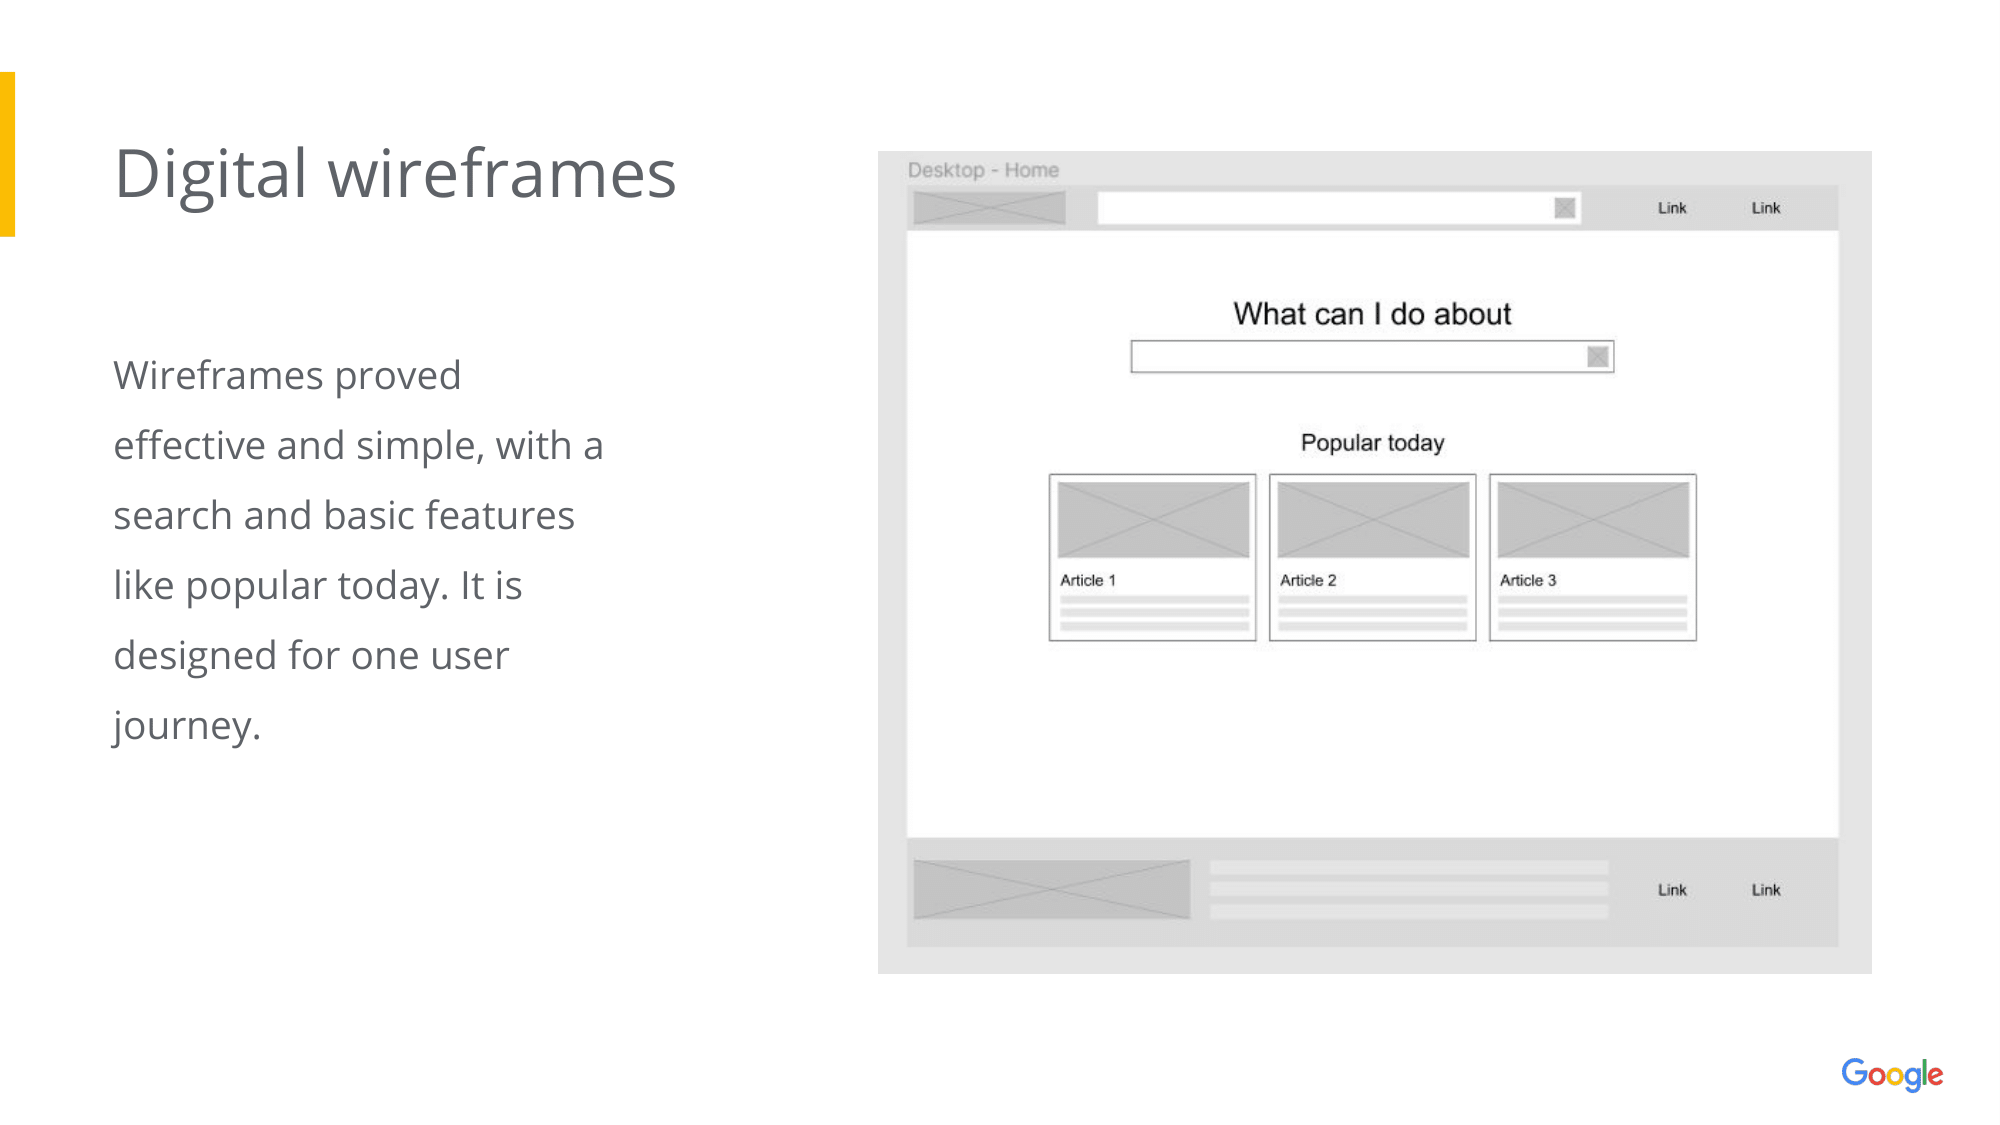 Digital wireframes
Wireframes proved
effective and simple, with a
search and basic features
like popular today. It is
designed for one user
journey.
Desktop - Home
Link Link
What can I do about
Popular today
Article 1 Article 2 Article 3
Link Link
Google